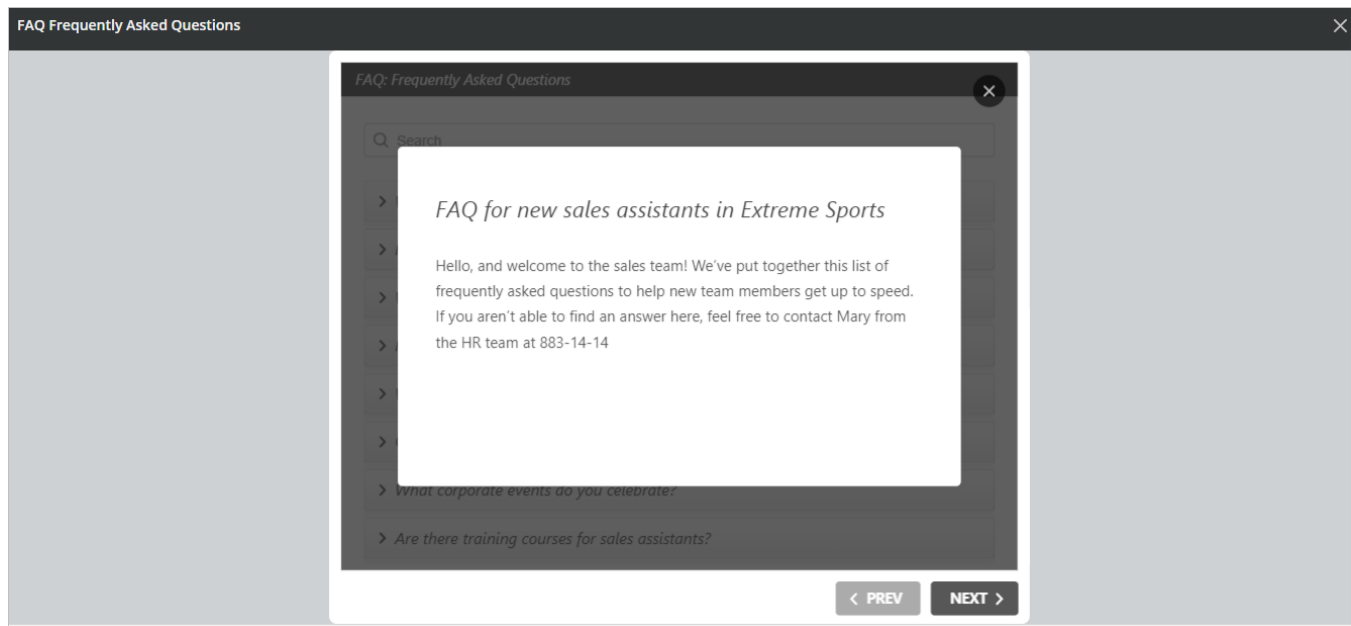 FAQ Frequently Asked Questions
FAQ: Frequently Asked Questions
Search
FAQ for new sales assistants in Extreme Sports
Hello, and welcome to the sales team! We've put together this list of
frequently asked questions to help new team members get up to speed.
If you aren't able to find an answer here, feel free to contact Mary from
the HR team at 883-14-14
What corporate events do you celebrate?
Are there training courses for sales assistants?
PREV
NEXT